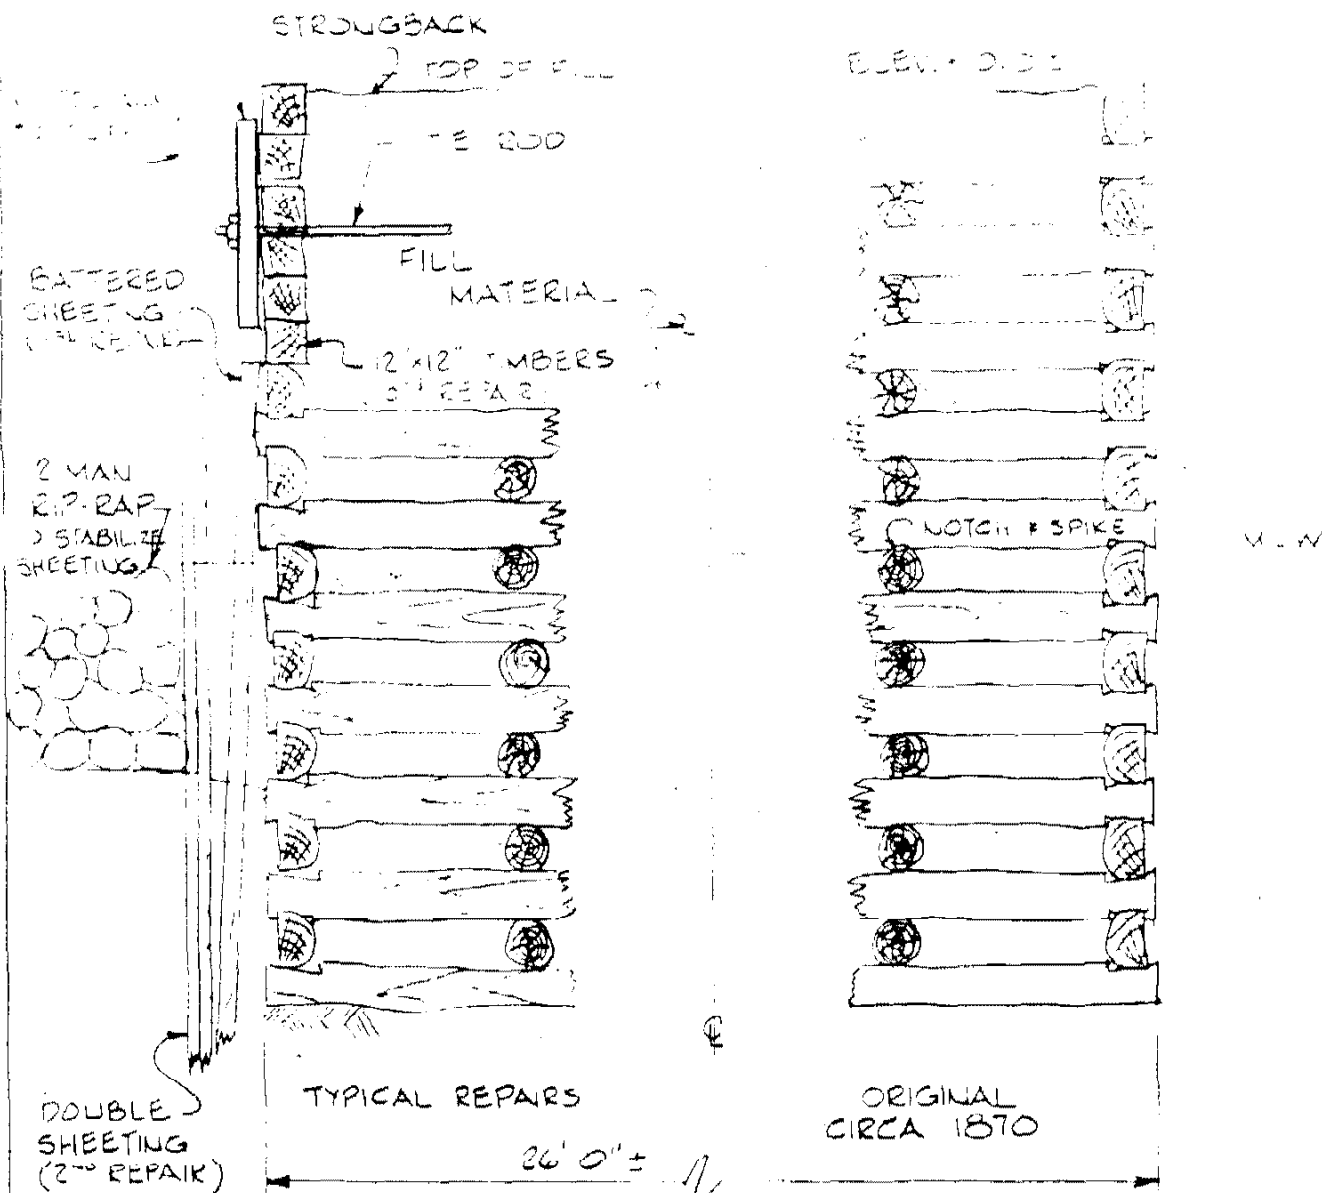 STRONGBACK
TOP OF FILL
ELEV.
TIE ROD
FILL
MATERIAL
BATTERED
SHEETING
12"x12" TIMBERS
REPAIR
2 MAN
RIP-RAP
STABILIZE
SHEETING
NOTCH & SPIKE
TYPICAL REPAIRS
ORIGINAL
CIRCA 1870
DOUBLE
SHEETING
(2ND REPAIR)
26' 0" ±